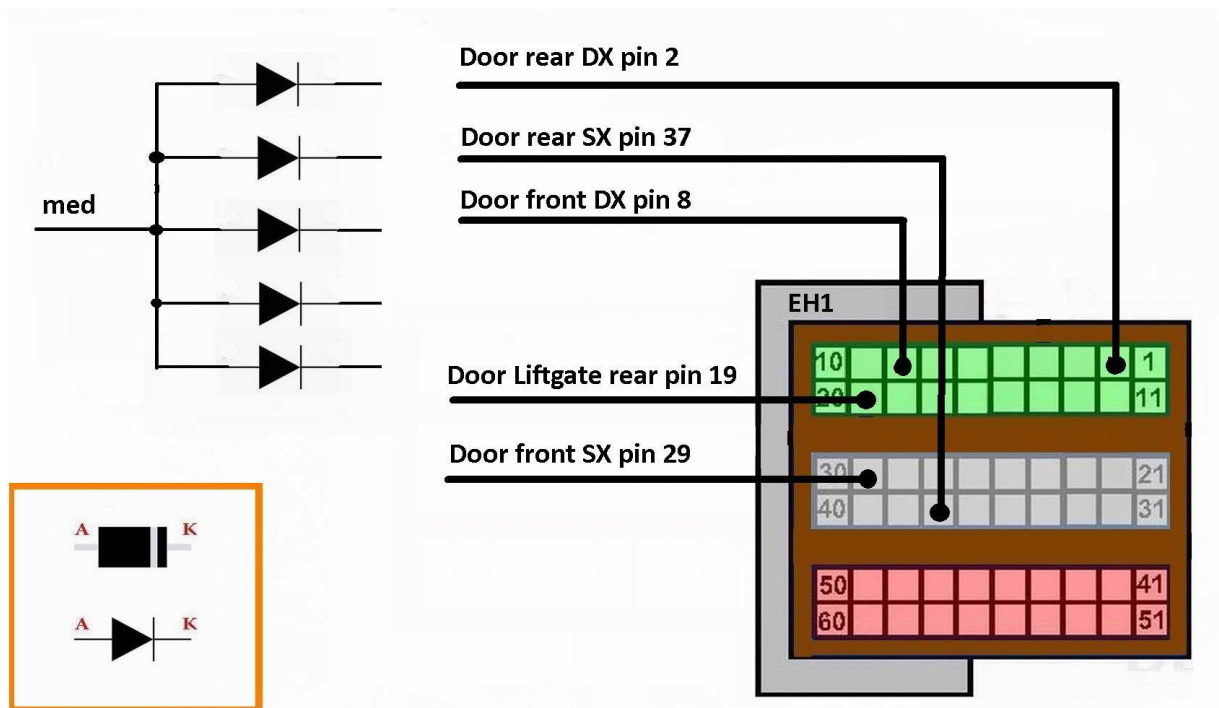 Door rear DX pin 2
Door rear SX pin 37
med
Door front DX pin 8
EH1
10 1
Door Liftgate rear pin 19
20 11
Door front SX pin 29
30 21
40 31
A K
50 41
A K
60 51